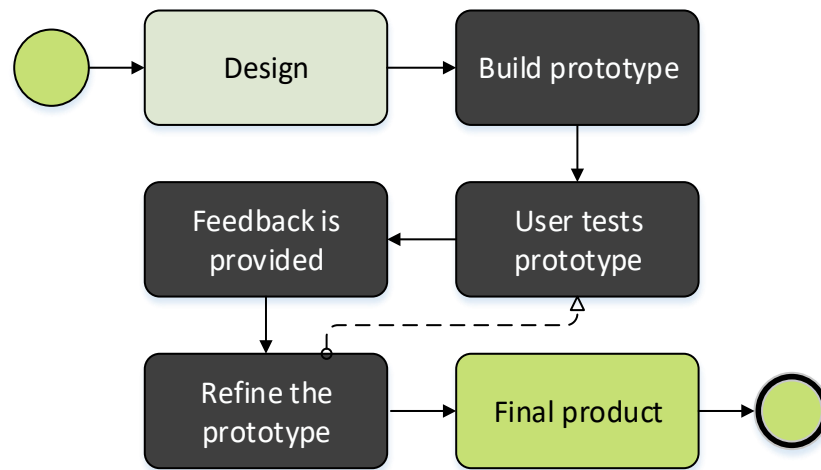 Design
Build prototype
User tests
prototype
Feedback is
provided
Refine the
prototype
Final product